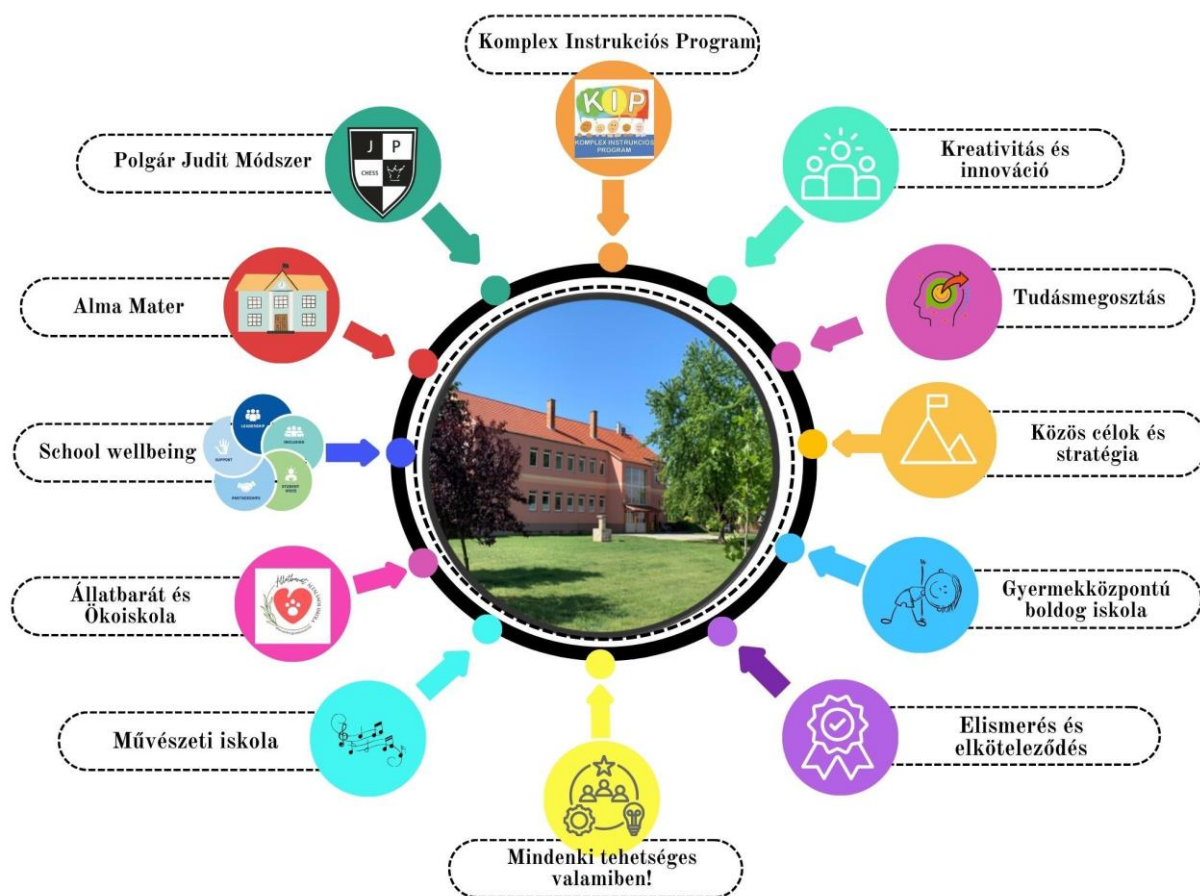 Komplex Instrukciós Program
KIP
KOMPLEX INSTRUKCIÓS
PROGRAM
Kreativitás és
innováció
Tudásmegosztás
Közös célok és
stratégia
Gyermekközpontú
boldog iskola
Elismerés és
elköteleződés
Mindenki tehetséges
valamiben!
Művészeti iskola
Állatbarát és
Ökoiskola
Állatbarát
School wellbeing
LEADERSHIP
INCLUSION
STUDENT
VOICE
PARTNERSHIPS
SUPPORT
Alma Mater
Polgár Judit Módszer
J P
CHESS